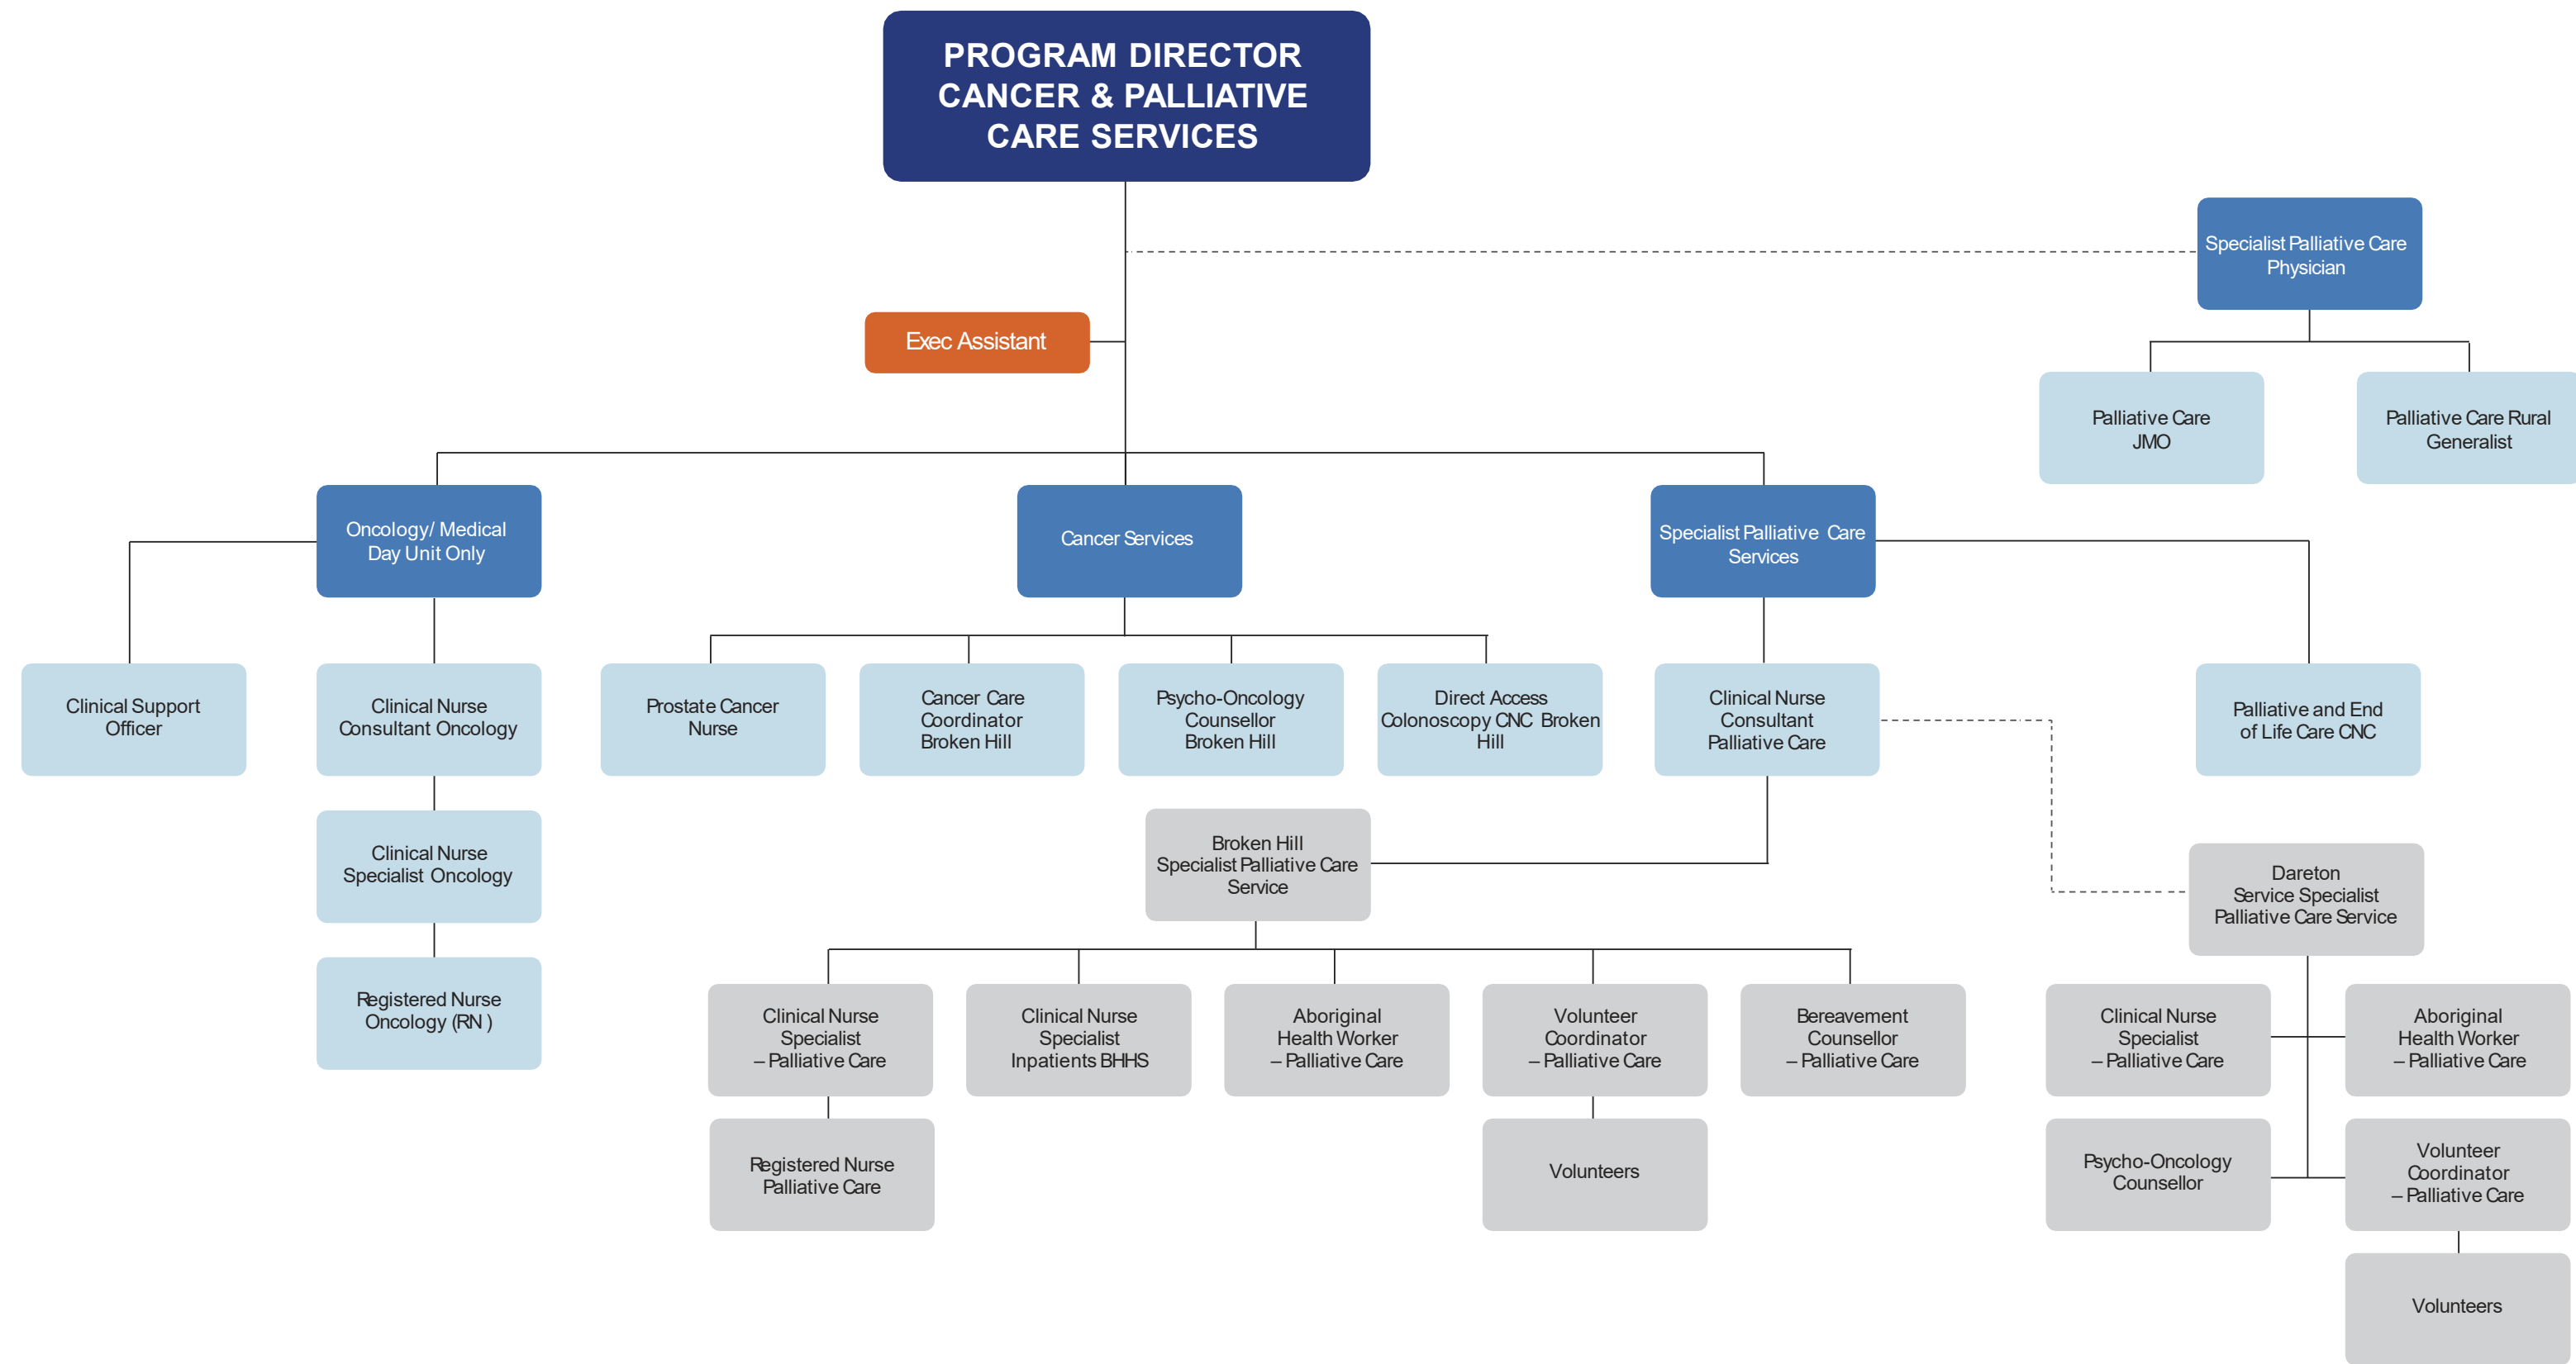 PROGRAM DIRECTOR
CANCER & PALLIATIVE
CARE SERVICES
Specialist Palliative Care
Physician
Exec Assistant
Palliative Care
JMO
Palliative Care Rural
Generalist
Oncology/ Medical
Day Unit Only
Cancer Services
Specialist Palliative Care
Services
Clinical Support
Officer
Clinical Nurse
Consultant Oncology
Prostate Cancer
Nurse
Cancer Care
Coordinator
Broken Hill
Psycho-Oncology
Counsellor
Broken Hill
Direct Access
Colonoscopy CNC Broken
Hill
Clinical Nurse
Consultant
Palliative Care
Palliative and End
of Life Care CNC
Clinical Nurse
Specialist Oncology
Broken Hill
Specialist Palliative Care
Service
Dareton
Service Specialist
Palliative Care Service
Registered Nurse
Oncology (RN )
Clinical Nurse
Specialist
– Palliative Care
Clinical Nurse
Specialist
Inpatients BHHS
Aboriginal
Health Worker
– Palliative Care
Volunteer
Coordinator
– Palliative Care
Bereavement
Counsellor
– Palliative Care
Clinical Nurse
Specialist
– Palliative Care
Aboriginal
Health Worker
– Palliative Care
Registered Nurse
Palliative Care
Volunteers
Psycho-Oncology
Counsellor
Volunteer
Coordinator
– Palliative Care
Volunteers